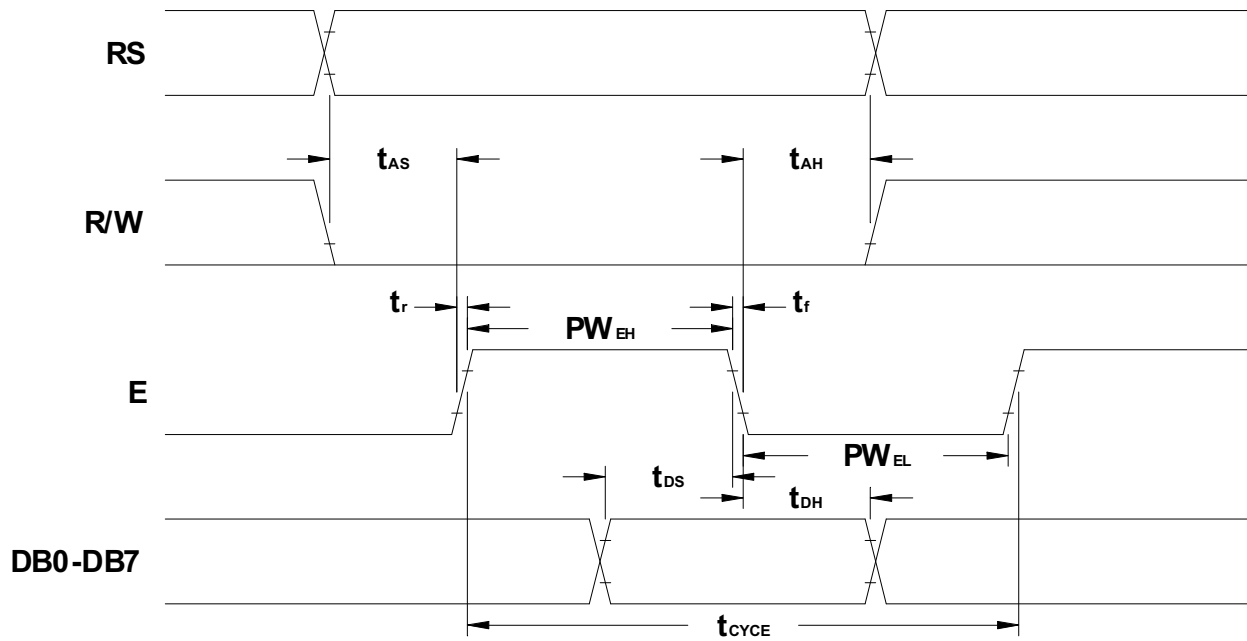 RS
tAS
tAH
R/W
tr
PWEH
tf
E
PWEL
tDS
tDH
DB0-DB7
tCYCE